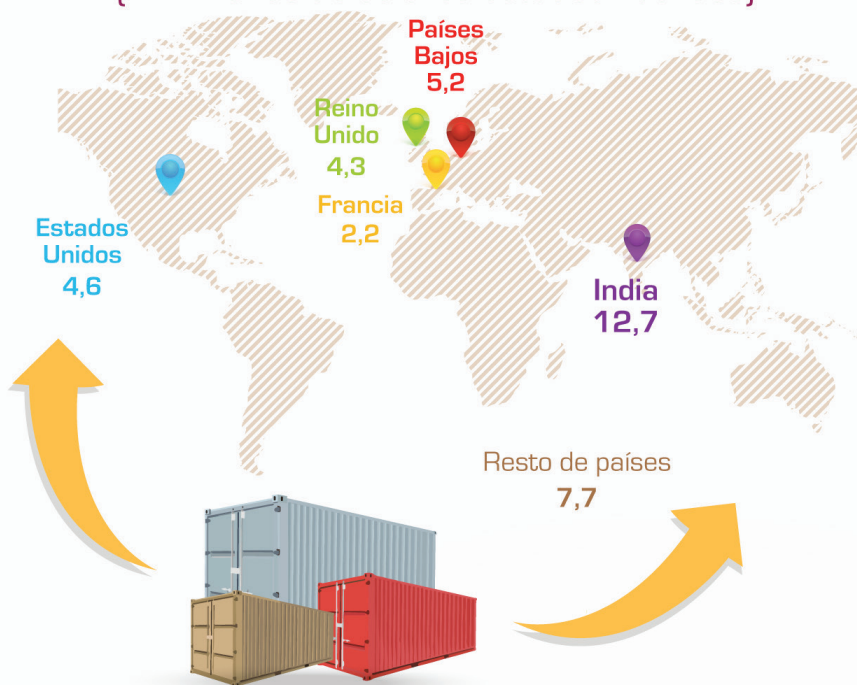 Países
Bajos
5,2
Reino
Unido
4,3
Francia
2,2
Estados
Unidos
4,6
India
12,7
Resto de países
7,7